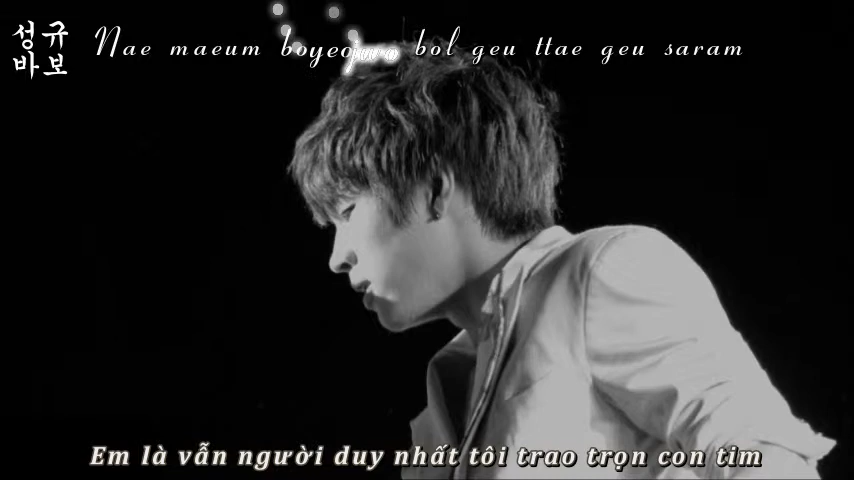 성규
바보
Nae maeum boyeojuro bol geu ttae geu saram
Em là vẫn người duy nhất tôi trao trọn con tim